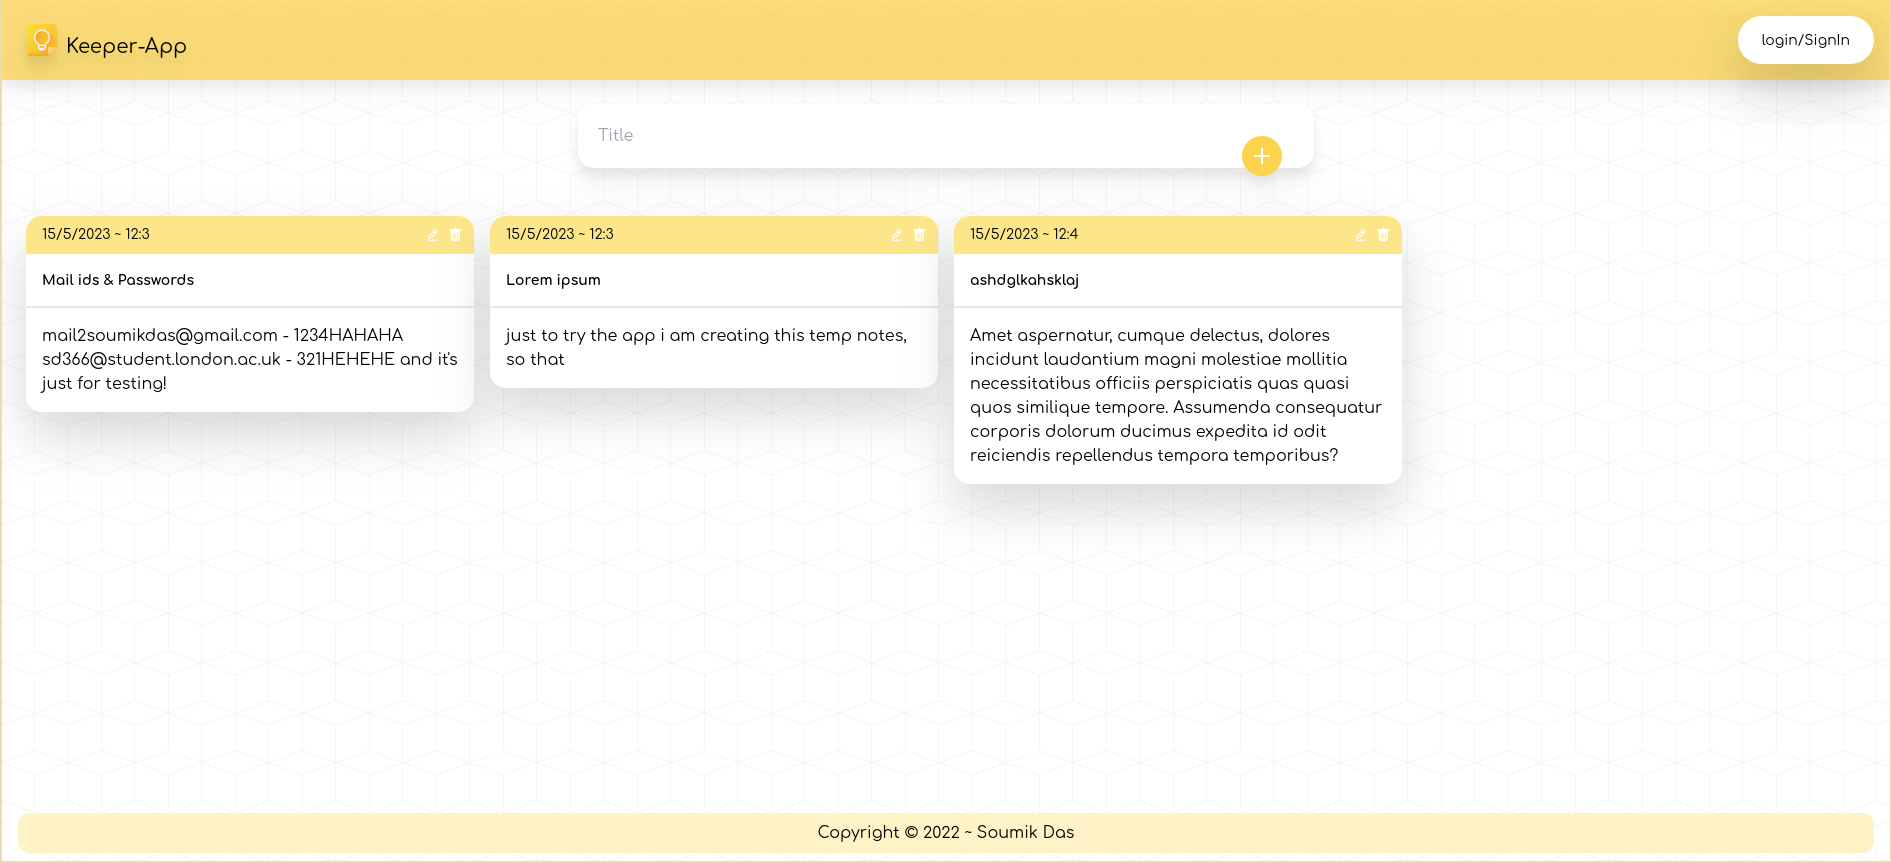 Keeper-App
login/SignIn
Title
15/5/2023 ~ 12:3
Mail ids & Passwords
mail2soumikdas@gmail.com - 1234HAHAHA
sd366@student.london.ac.uk - 321HEHEHE and it's
just for testing!
15/5/2023 ~ 12:3
Lorem ipsum
just to try the app i am creating this temp notes,
so that
15/5/2023 ~ 12:4
ashdglkahsklaj
Amet aspernatur, cumque delectus, dolores
incidunt laudantium magni molestiae mollitia
necessitatibus officiis perspiciatis quas quasi
quos similique tempore. Assumenda consequatur
corporis dolorum ducimus expedita id odit
reiciendis repellendus tempora temporibus?
Copyright © 2022 ~ Soumik Das